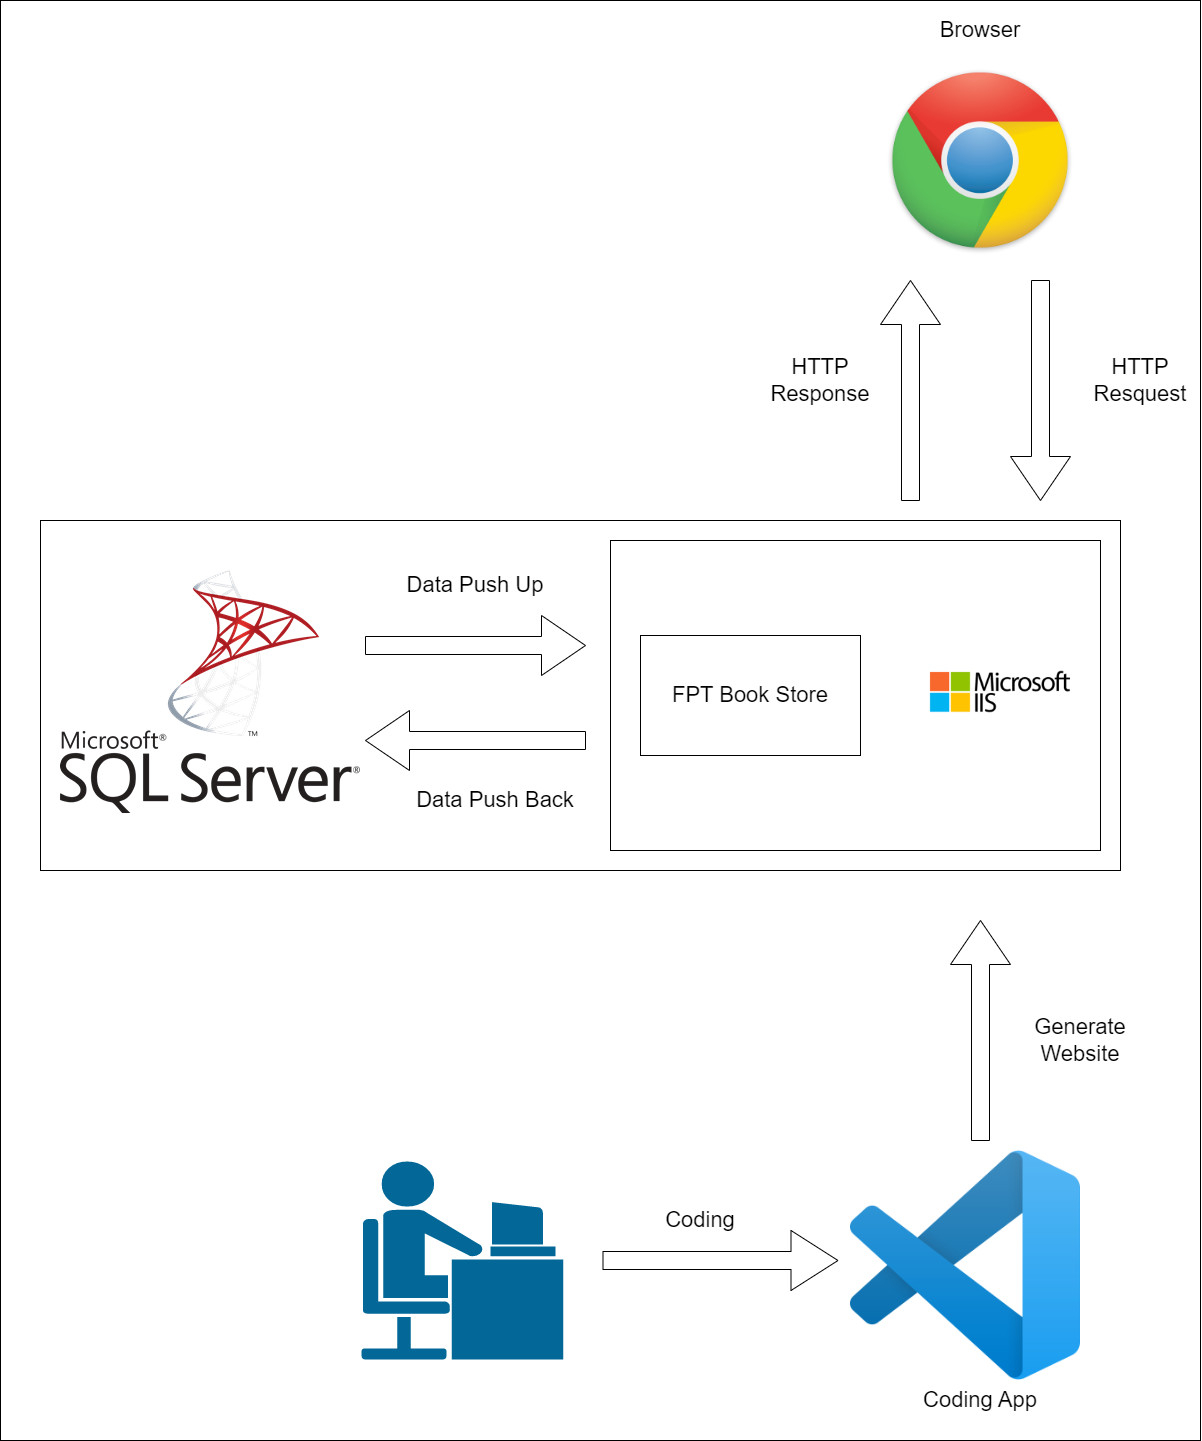 Browser
HTTP
Response
HTTP
Resquest
Data Push Up
Microsoft®
SQL Server®
™
FPT Book Store
Microsoft
IIS
Data Push Back
Generate
Website
Coding
Coding App